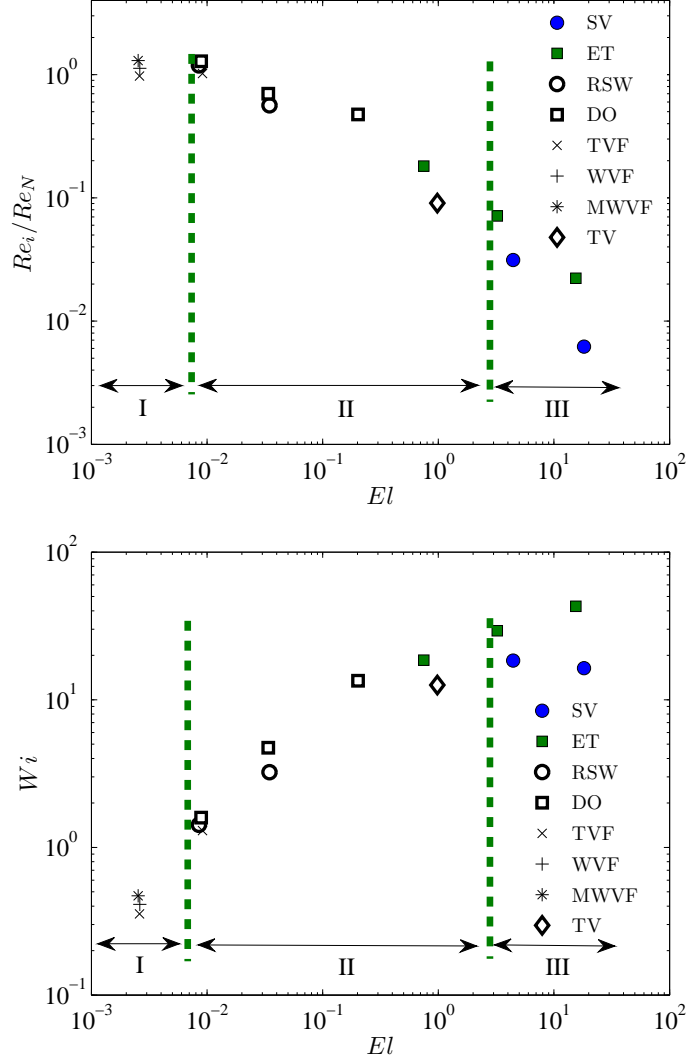 10^0
10^{-1}
10^{-2}
10^{-3}
Re_i/Re_N
SV
ET
RSW
DO
TVF
WVF
MWVF
TV
I
II
III
10^{-3}
10^{-2}
10^{-1}
10^0
10^1
10^2
El
10^2
10^1
10^0
10^{-1}
Wi
SV
ET
RSW
DO
TVF
WVF
MWVF
TV
I
II
III
10^{-3}
10^{-2}
10^{-1}
10^0
10^1
10^2
El